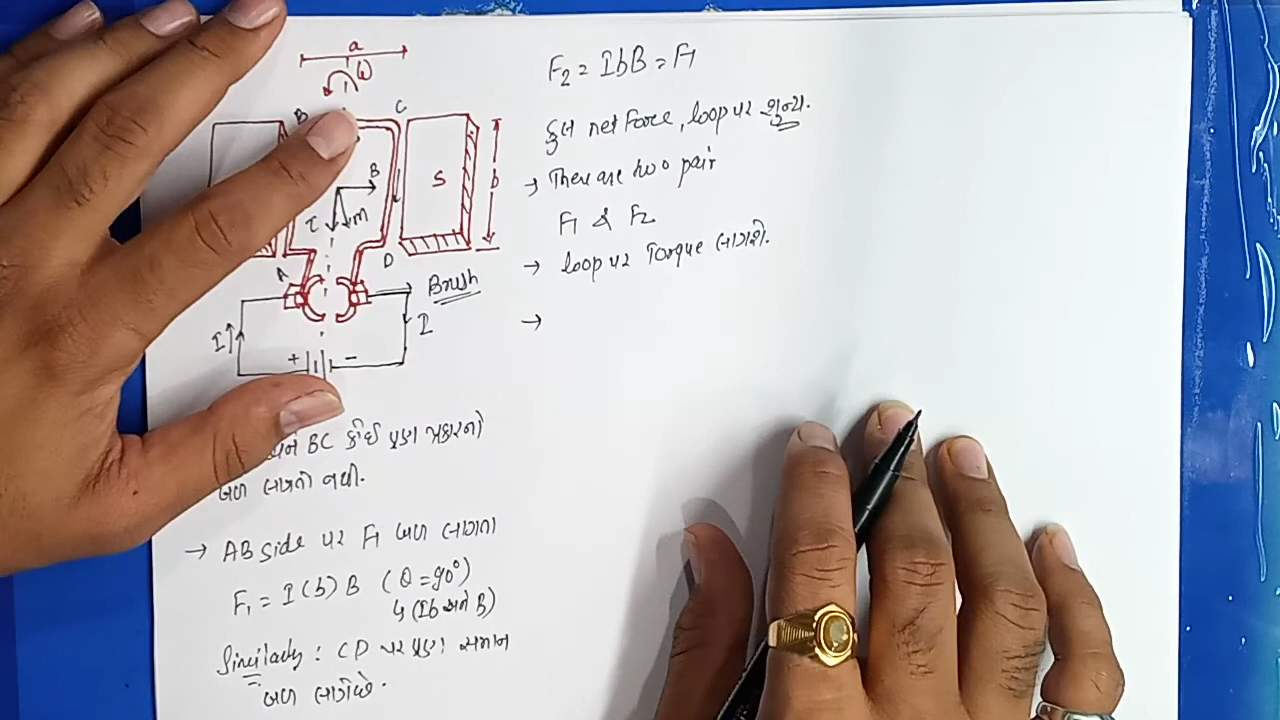 a
ω
B
C
B
S
b
τ
m
A
D
Brush
I
I
+
-
અને BC કોઈ પણ પ્રકારનો
બળ લાગતો નથી.
→ AB side પર F1 બળ લાગતા
F1 = I(b) B (θ = 90°)
↳ (Ib અને B)
Similarly : CD પર પણ સમાન
બળ લાગેછે.
F2 = IbB = F1
કુલ net Force, loop પર શૂન્ય.
→ There are two pair
F1 & F2
→ loop પર Torque લાગશે.
→